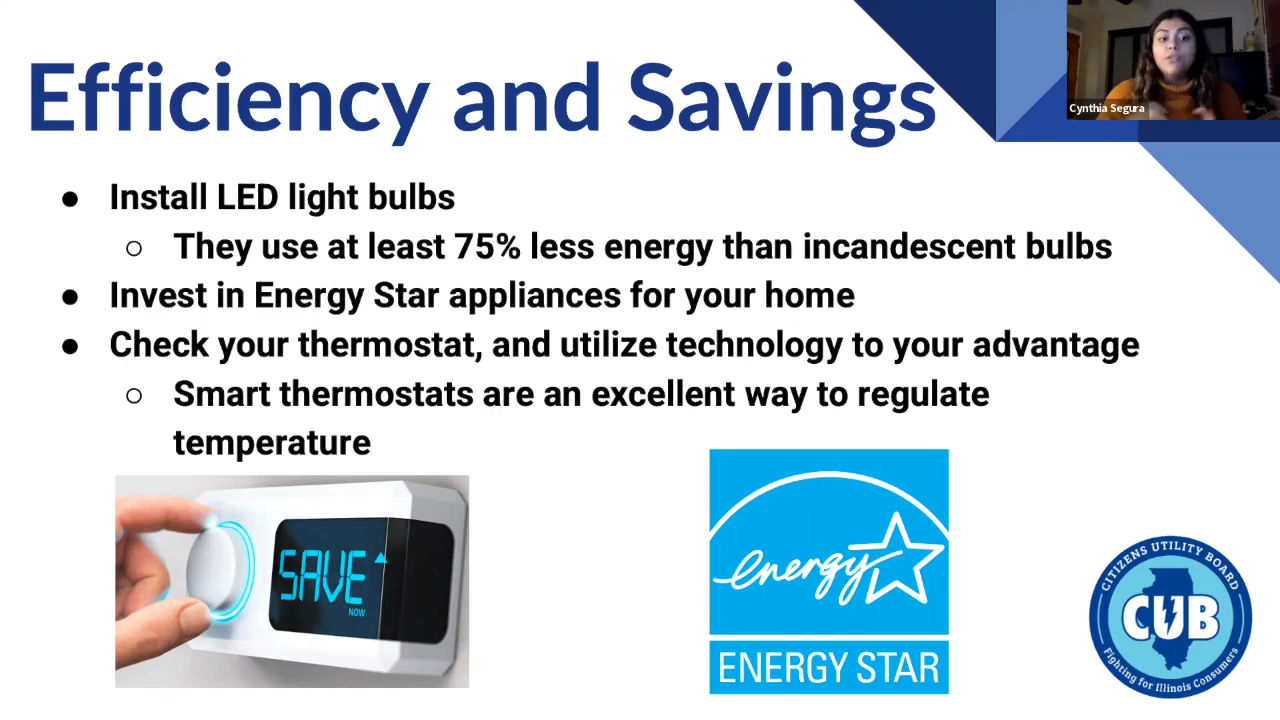 Efficiency and Savings
Cynthia Segura
● Install LED light bulbs
○ They use at least 75% less energy than incandescent bulbs
● Invest in Energy Star appliances for your home
● Check your thermostat, and utilize technology to your advantage
○ Smart thermostats are an excellent way to regulate
temperature
SAVE
NOW
energy
ENERGY STAR
CITIZENS UTILITY BOARD
CUB
Fighting for Illinois Consumers